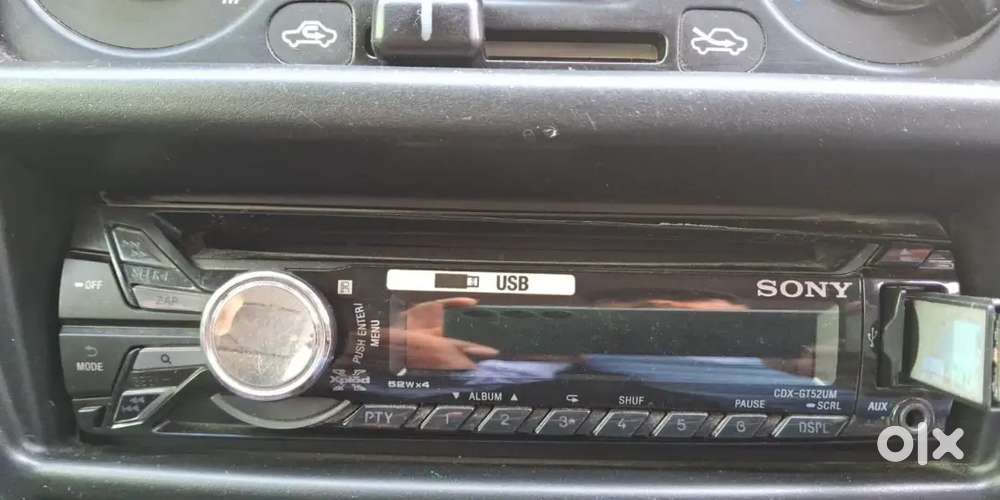 USB
SONY
SEEK+
OFF
ZAP
PUSH ENTER/
MENU
MODE
Xplod
52W×4
CDX-GT52UM
▼ ALBUM ▲
SHUF
PAUSE
SCRL
AUX
PTY
1
2
3
4
5
6
DSPL
olx